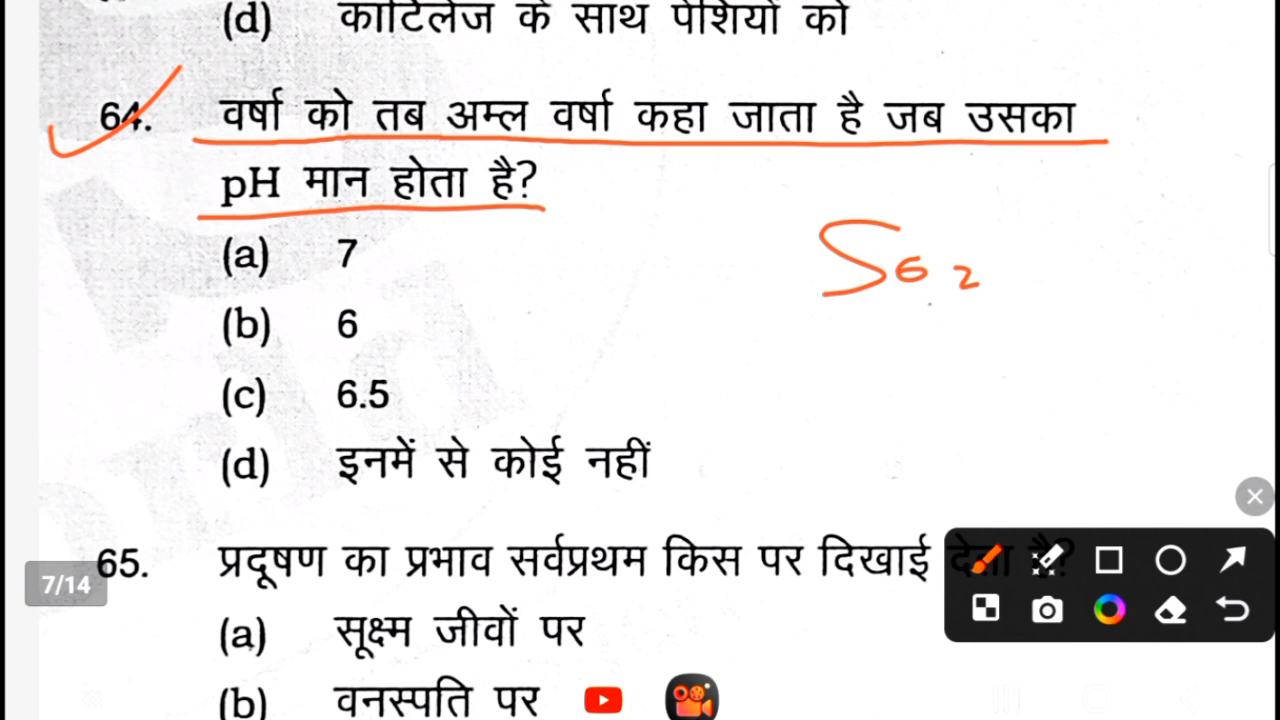 (d) कार्टिलेज के साथ पेशियों को
64. वर्षा को तब अम्ल वर्षा कहा जाता है जब उसका
pH मान होता है?
(a) 7
SO2
(b) 6
(c) 6.5
(d) इनमें से कोई नहीं
65. प्रदूषण का प्रभाव सर्वप्रथम किस पर दिखाई देता है?
7/14
(a) सूक्ष्म जीवों पर
(b) वनस्पति पर